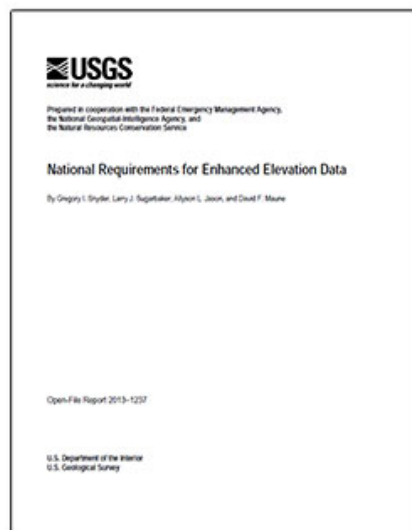 USGS
science for a changing world
Prepared in cooperation with the Federal Emergency Management Agency,
the National Geospatial-Intelligence Agency, and
the Natural Resources Conservation Service
National Requirements for Enhanced Elevation Data
By Gregory I. Snyder, Larry J. Sugarbaker, Allyson L. Jason, and David F. Maune
Open-File Report 2013–1237
U.S. Department of the Interior
U.S. Geological Survey